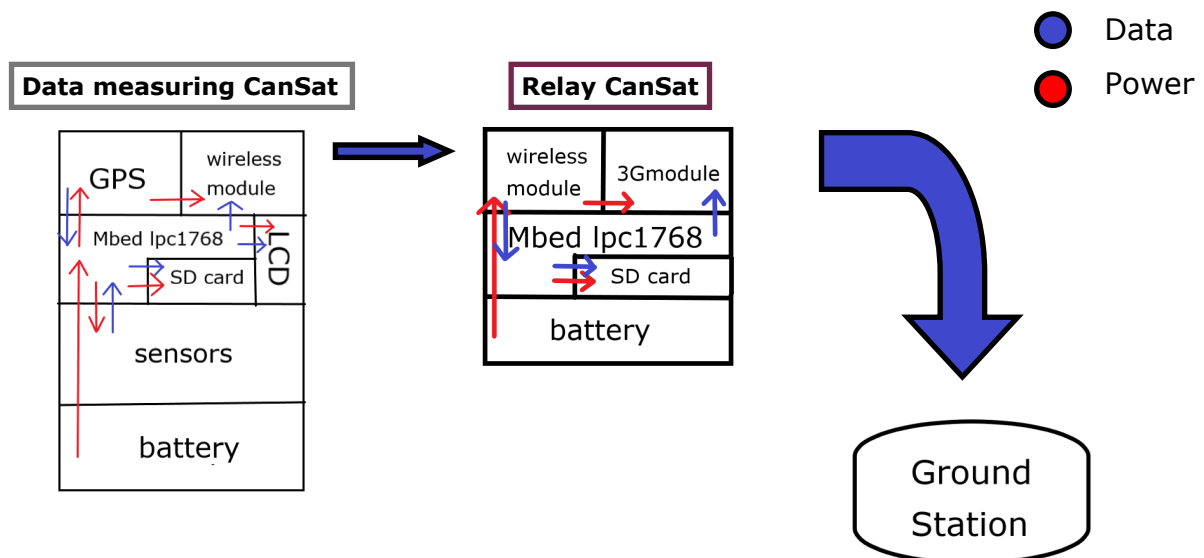 Data
Power
Data measuring CanSat
Relay CanSat
GPS
wireless
module
Mbed lpc1768
LCD
SD card
sensors
battery
wireless
module
3Gmodule
Mbed lpc1768
SD card
battery
Ground
Station